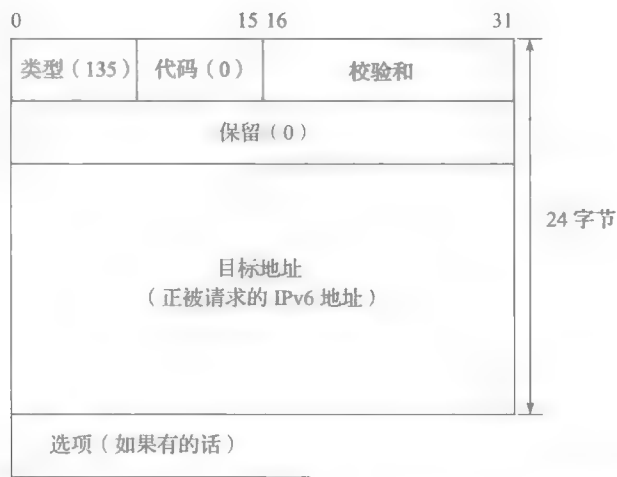 0 15 16 31
类型（135） 代码（0） 校验和
保留（0）
24 字节
目标地址
（正被请求的 IPv6 地址）
选项（如果有的话）